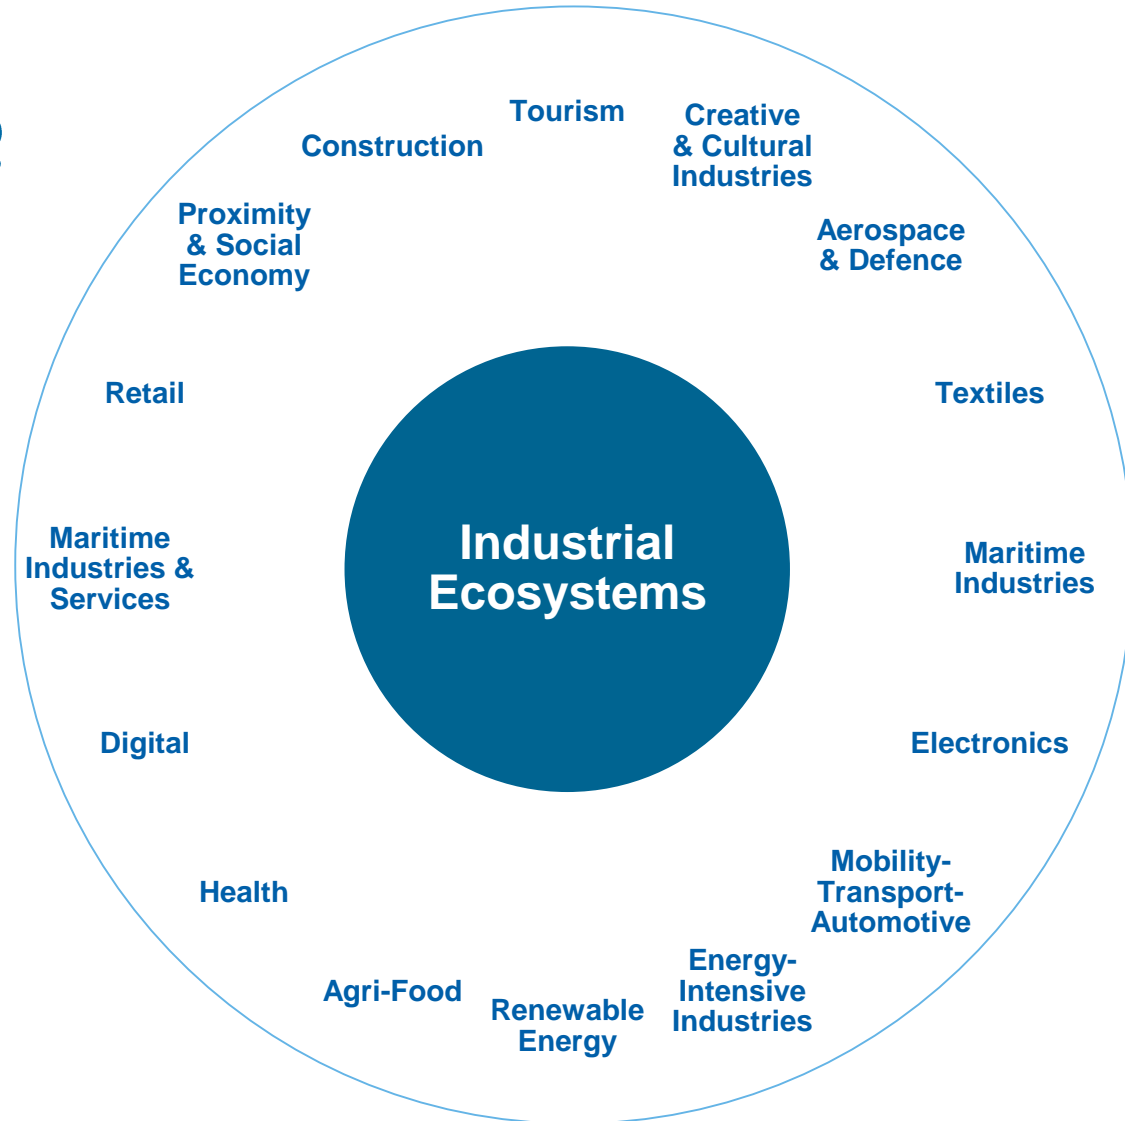 Tourism
Creative
& Cultural
Industries
Construction
Proximity
& Social
Economy
Aerospace
& Defence
Retail
Textiles
Industrial
Ecosystems
Maritime
Industries &
Services
Maritime
Industries
Digital
Electronics
Health
Mobility-
Transport-
Automotive
Agri-Food
Renewable
Energy
Energy-
Intensive
Industries